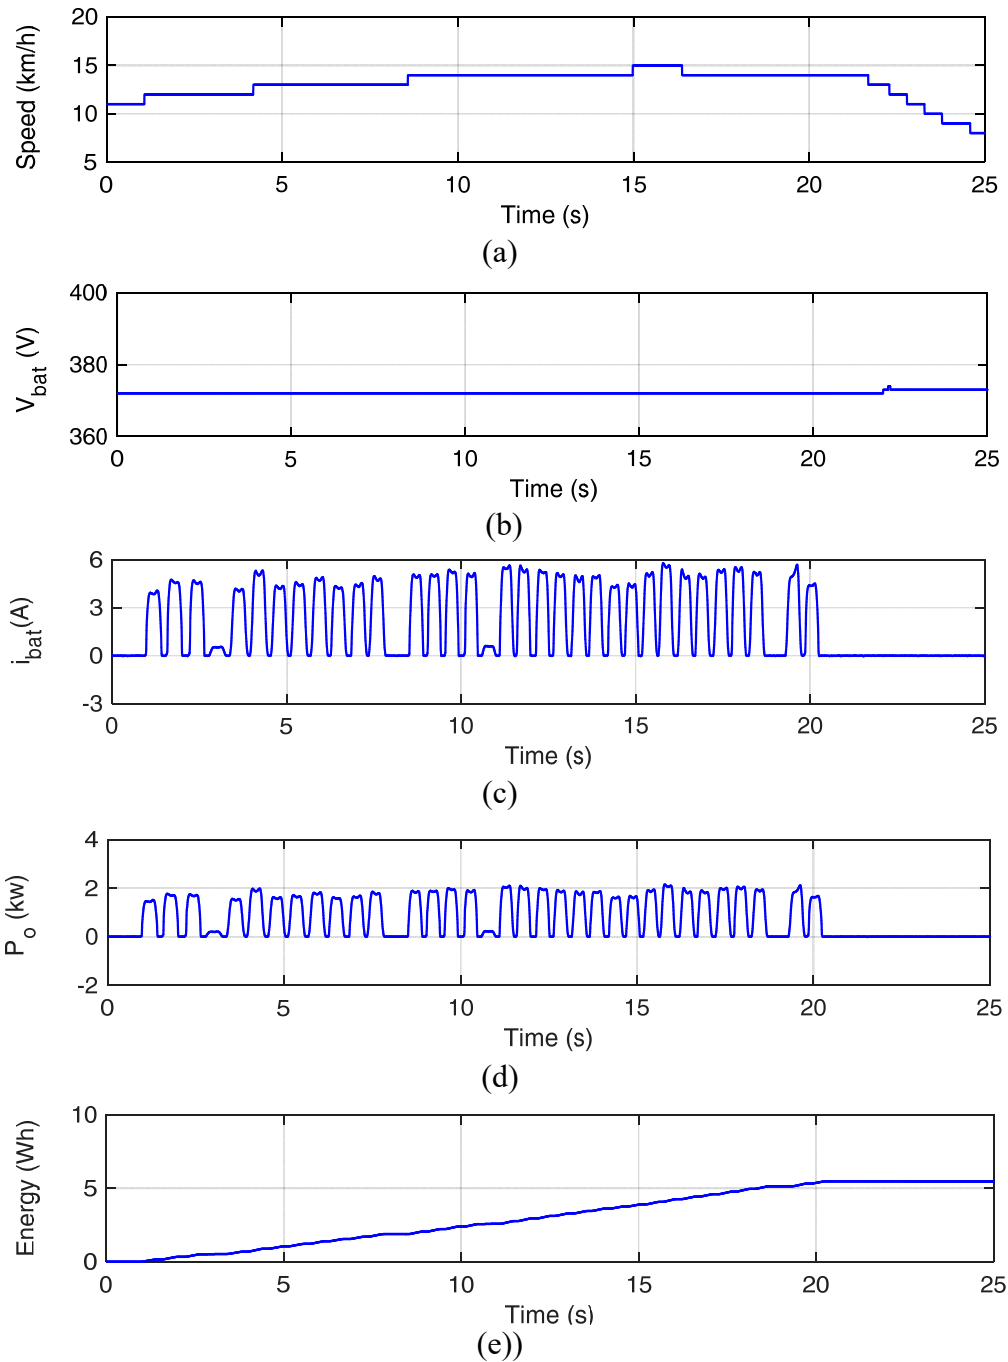 20
15
10
5
Speed (km/h)
0 5 10 15 20 25
Time (s)
(a)
400
380
360
V_bat (V)
0 5 10 15 20 25
Time (s)
(b)
6
3
0
-3
i_bat(A)
0 5 10 15 20 25
Time (s)
(c)
4
2
0
-2
P_o (kw)
0 5 10 15 20 25
Time (s)
(d)
10
5
0
Energy (Wh)
0 5 10 15 20 25
Time (s)
(e))